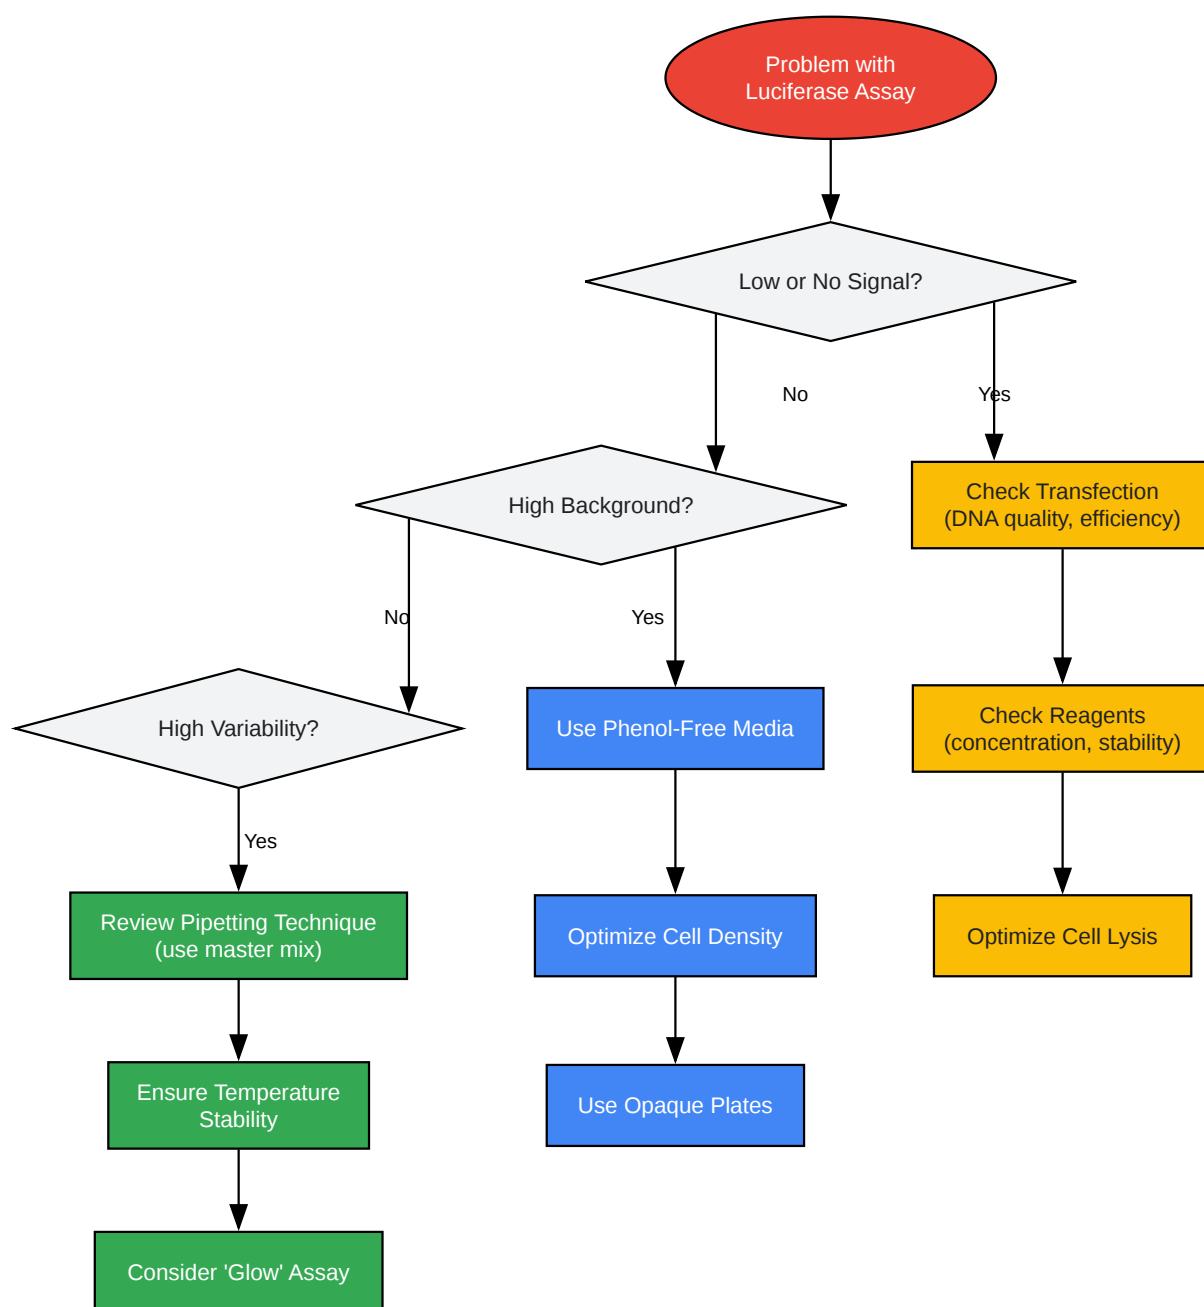 Problem with
Luciferase Assay
Low or No Signal?
No
Yes
High Background?
Check Transfection
(DNA quality, efficiency)
No
Yes
High Variability?
Use Phenol-Free Media
Check Reagents
(concentration, stability)
Yes
Review Pipetting Technique
(use master mix)
Optimize Cell Density
Optimize Cell Lysis
Ensure Temperature
Stability
Use Opaque Plates
Consider 'Glow' Assay